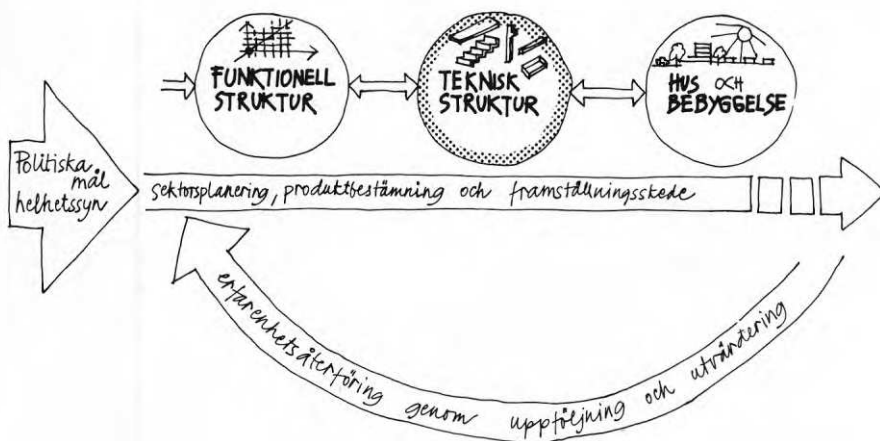 FUNKTIONELL
STRUKTUR
TEKNISK
STRUKTUR
HUS OCH
BEBYGGELSE
Politiska
mål
helhetssyn
sektorsplanering, produktbestämning och framställningsskede
erfarenhetsåterföring genom uppföljning och utvärdering